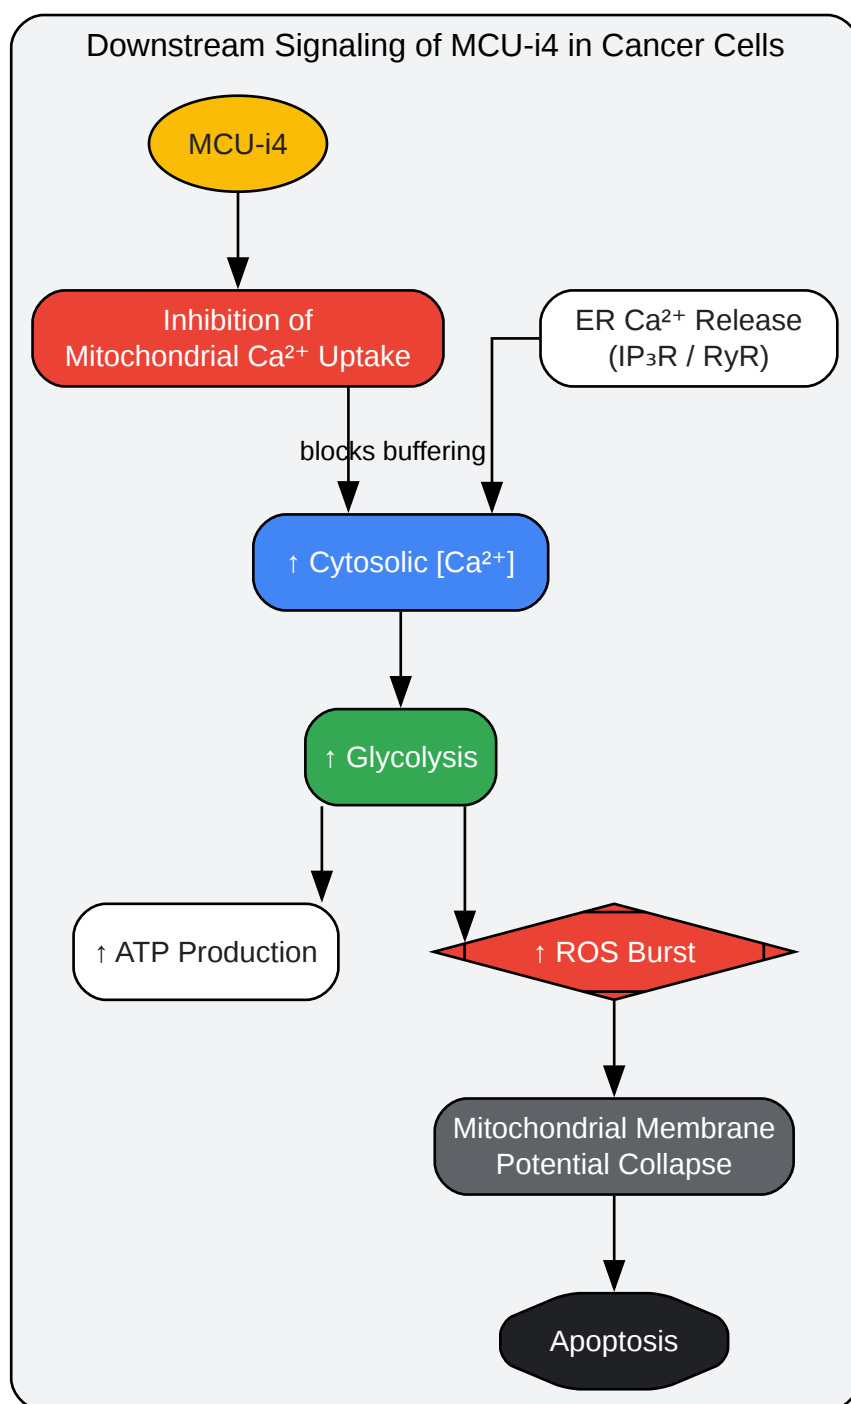 Downstream Signaling of MCU-i4 in Cancer Cells
MCU-i4
Inhibition of
Mitochondrial Ca²⁺ Uptake
ER Ca²⁺ Release
(IP₃R / RyR)
blocks buffering
↑ Cytosolic [Ca²⁺]
↑ Glycolysis
↑ ATP Production
↑ ROS Burst
Mitochondrial Membrane
Potential Collapse
Apoptosis